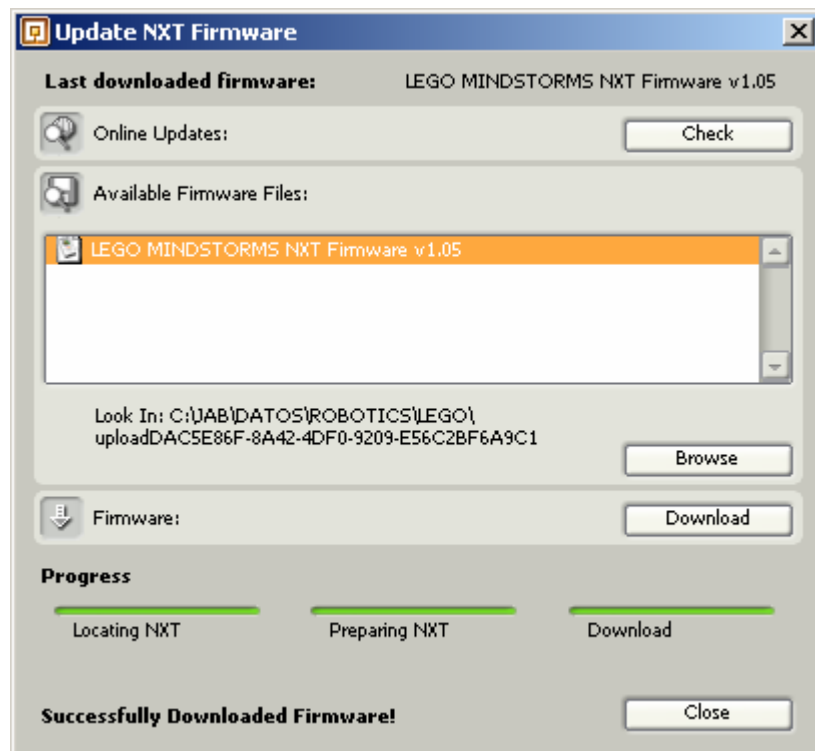 Update NXT Firmware
Last downloaded firmware: LEGO MINDSTORMS NXT Firmware v1.05
Online Updates: Check
Available Firmware Files:
LEGO MINDSTORMS NXT Firmware v1.05
Look In: C:\JAB\DATOS\ROBOTICS\LEGO\
uploadDAC5E86F-8A42-4DF0-9209-E56C2BF6A9C1
Browse
Firmware: Download
Progress
Locating NXT Preparing NXT Download
Successfully Downloaded Firmware! Close